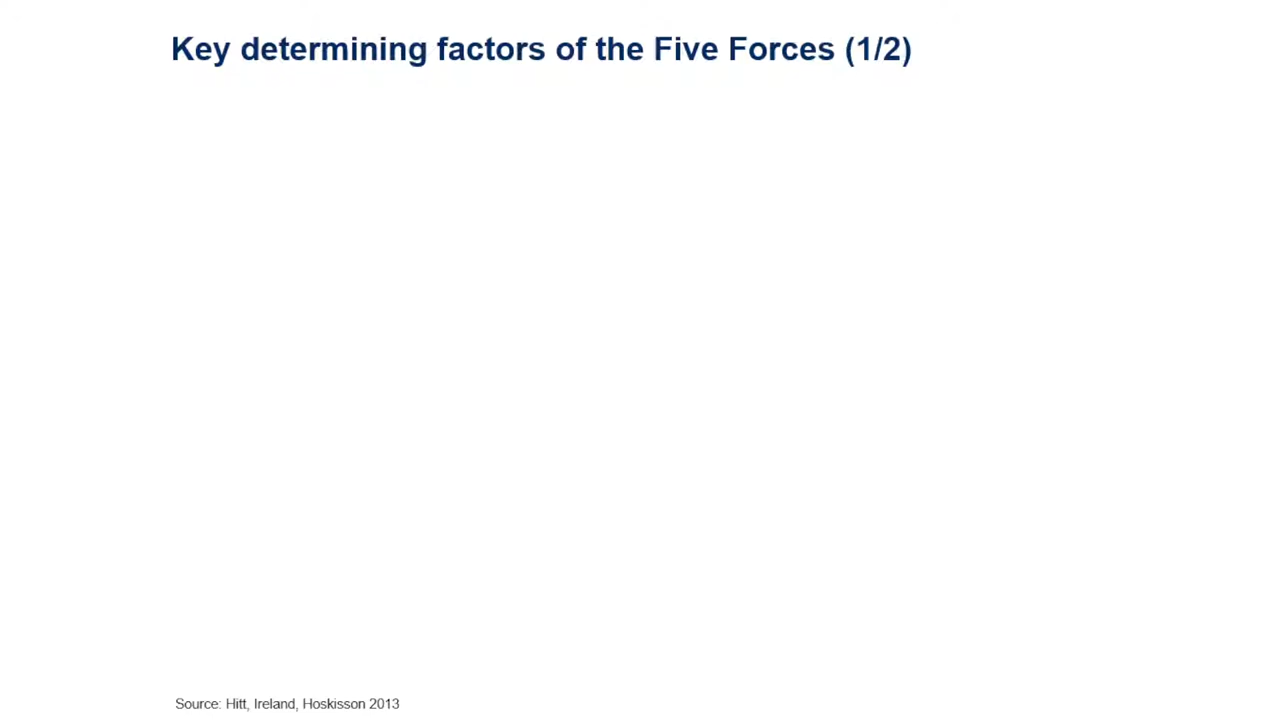 Key determining factors of the Five Forces (1/2)
Source: Hitt, Ireland, Hoskisson 2013